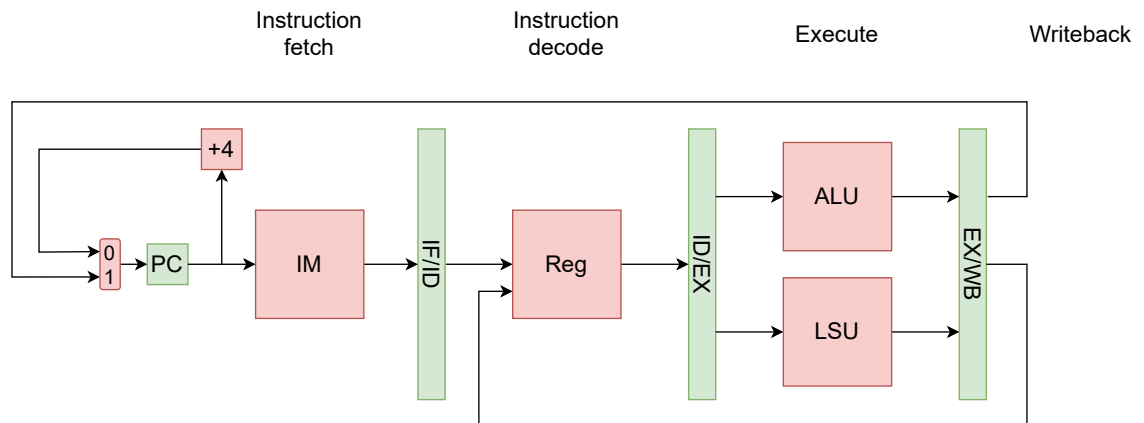 Instruction
fetch
Instruction
decode
Execute
Writeback
+4
0
1
PC
IM
IF/ID
Reg
ID/EX
ALU
LSU
EX/WB